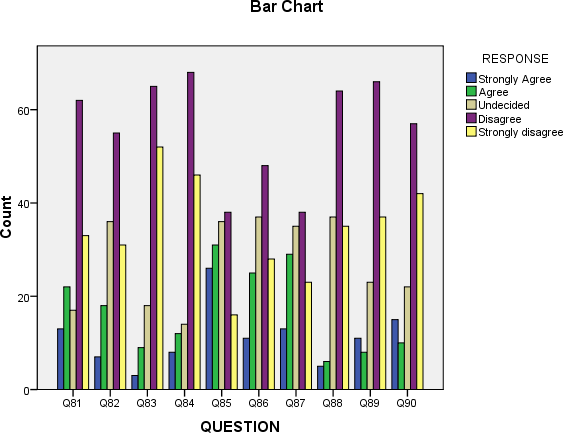 Bar Chart
RESPONSE
Strongly Agree
Agree
Undecided
Disagree
Strongly disagree
Count
60
40
20
0
Q81 Q82 Q83 Q84 Q85 Q86 Q87 Q88 Q89 Q90
QUESTION